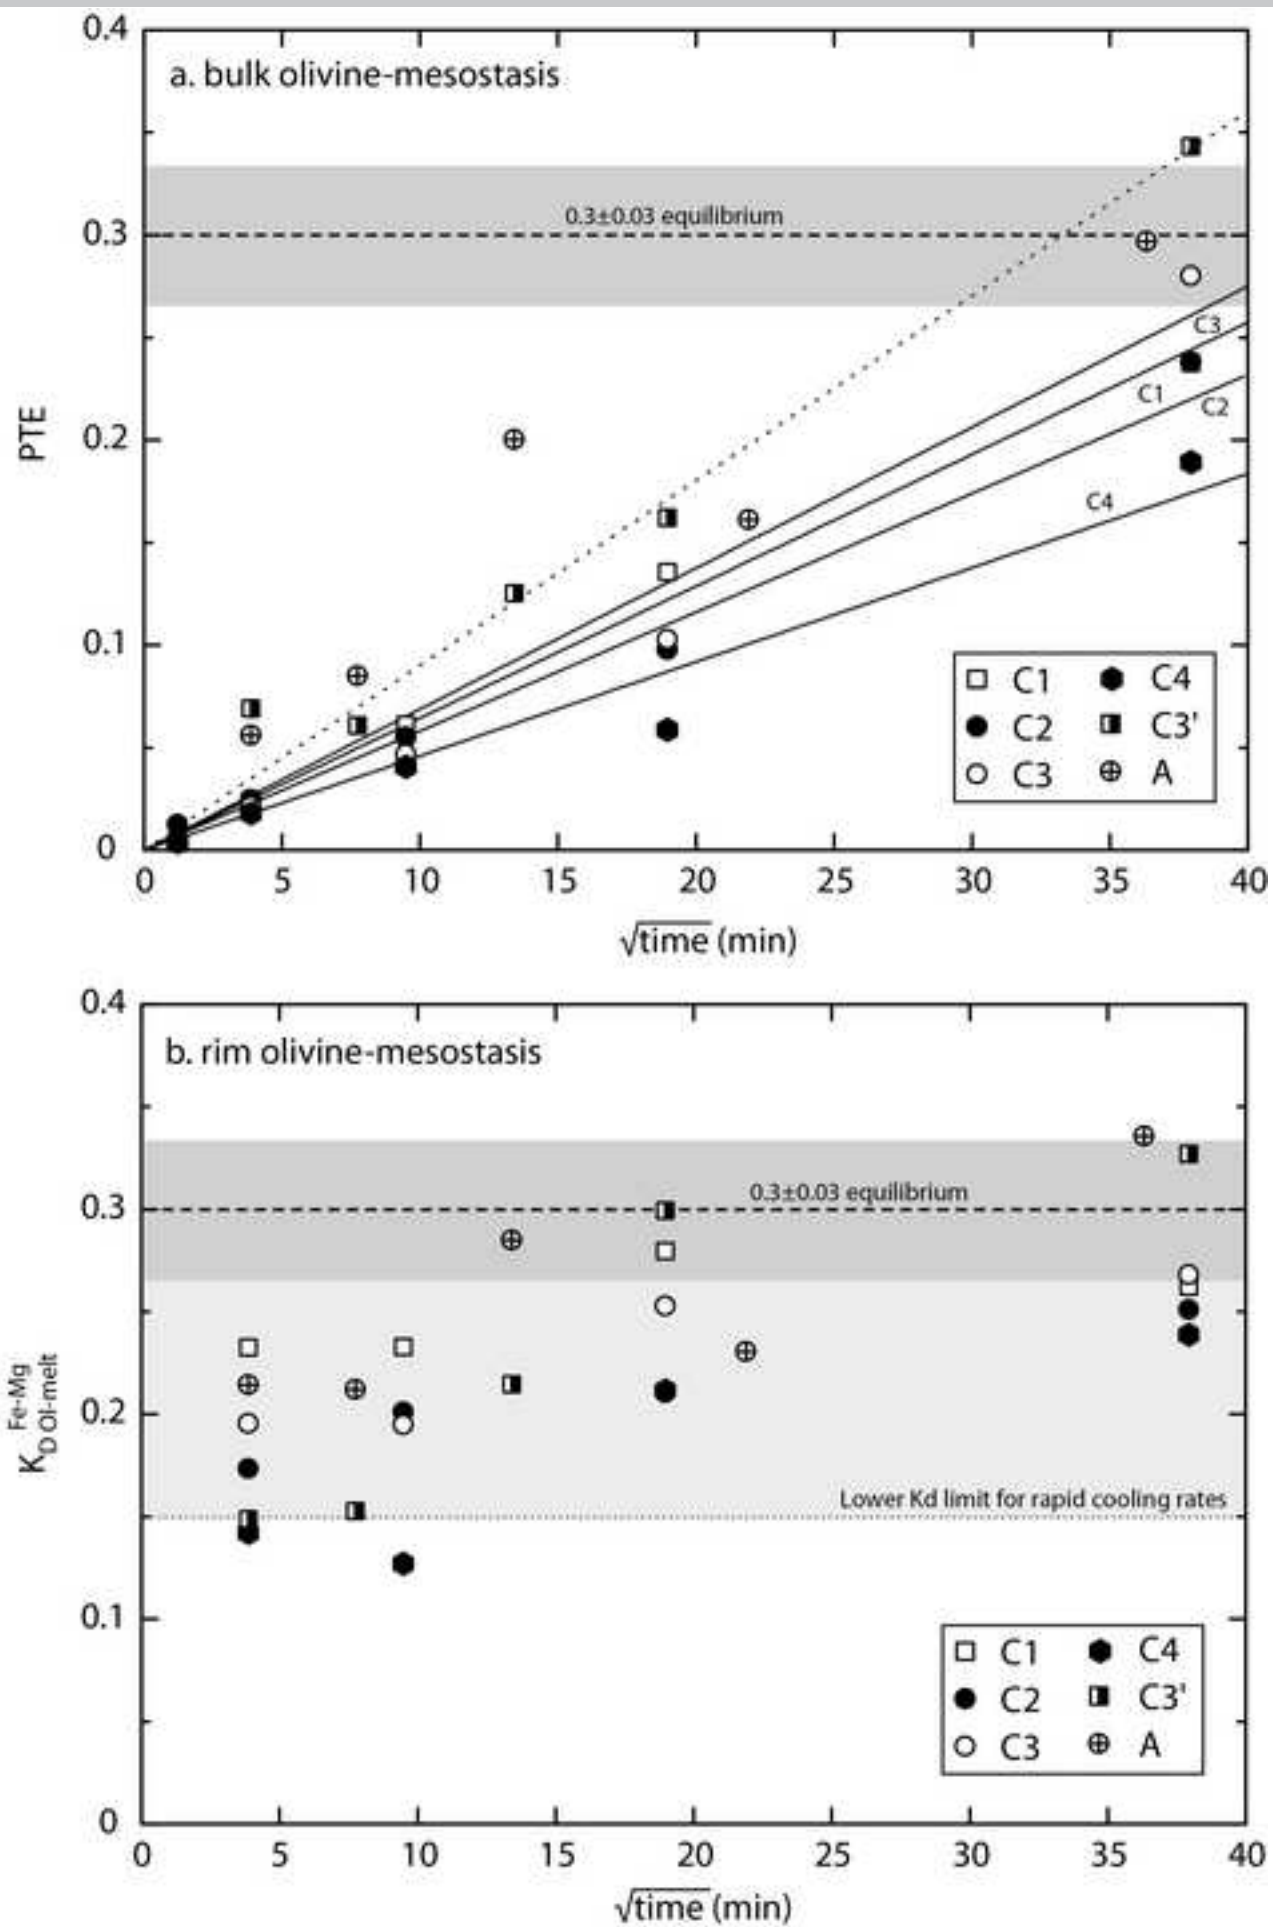 0.4
a. bulk olivine-mesostasis
0.3±0.03 equilibrium
0.3
C3
C1
C2
PTE
0.2
C4
0.1
C1 C4
C2 C3'
C3 A
0
0 5 10 15 20 25 30 35 40
√time (min)
0.4
b. rim olivine-mesostasis
0.3±0.03 equilibrium
0.3
K D Ol-melt Fe-Mg
0.2
Lower Kd limit for rapid cooling rates
0.1
C1 C4
C2 C3'
C3 A
0
0 5 10 15 20 25 30 35 40
√time (min)